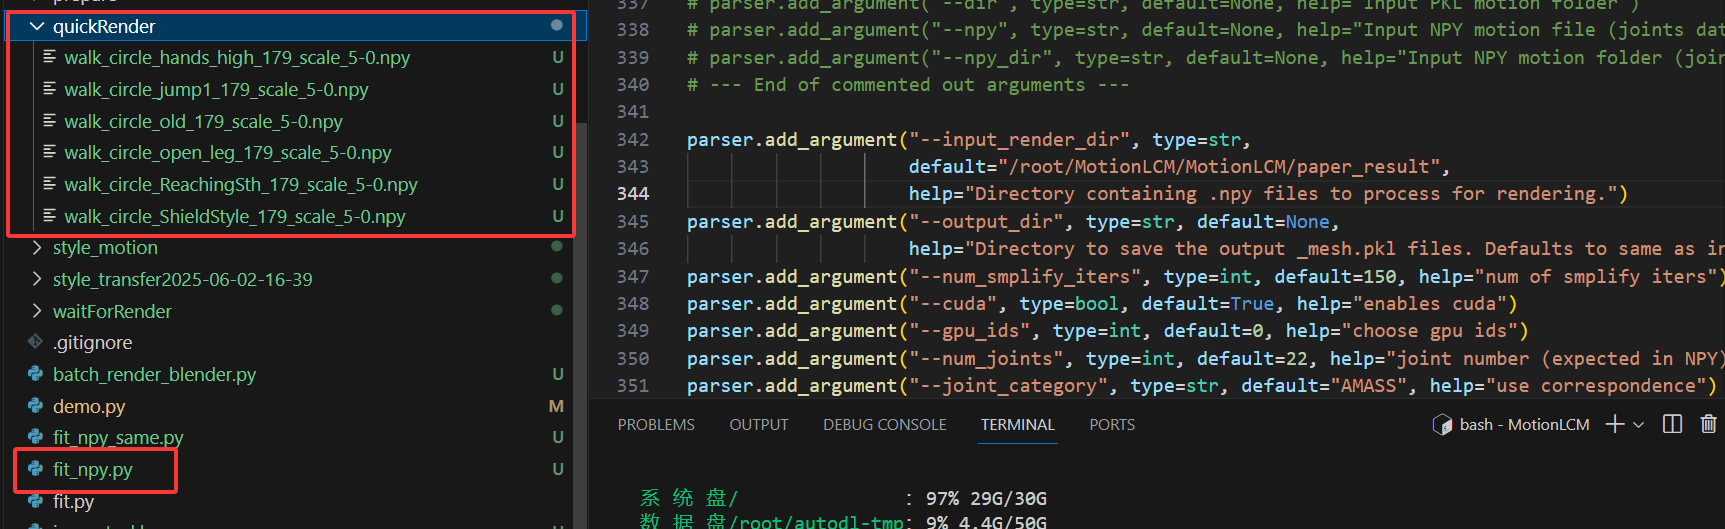 prepare
quickRender
walk_circle_hands_high_179_scale_5-0.npy U
walk_circle_jump1_179_scale_5-0.npy U
walk_circle_old_179_scale_5-0.npy U
walk_circle_open_leg_179_scale_5-0.npy U
walk_circle_ReachingSth_179_scale_5-0.npy U
walk_circle_ShieldStyle_179_scale_5-0.npy U
style_motion
style_transfer2025-06-02-16-39
waitForRender
.gitignore
batch_render_blender.py U
demo.py M
fit_npy_same.py U
fit_npy.py U
fit.py
337 # parser.add_argument("--dir", type=str, default=None, help="Input PKL motion folder")
338 # parser.add_argument("--npy", type=str, default=None, help="Input NPY motion file (joints dat
339 # parser.add_argument("--npy_dir", type=str, default=None, help="Input NPY motion folder (join
340 # --- End of commented out arguments ---
341
342 parser.add_argument("--input_render_dir", type=str,
343 default="/root/MotionLCM/MotionLCM/paper_result",
344 help="Directory containing .npy files to process for rendering.")
345 parser.add_argument("--output_dir", type=str, default=None,
346 help="Directory to save the output _mesh.pkl files. Defaults to same as in
347 parser.add_argument("--num_smplify_iters", type=int, default=150, help="num of smplify iters")
348 parser.add_argument("--cuda", type=bool, default=True, help="enables cuda")
349 parser.add_argument("--gpu_ids", type=int, default=0, help="choose gpu ids")
350 parser.add_argument("--num_joints", type=int, default=22, help="joint number (expected in NPY)
351 parser.add_argument("--joint_category", type=str, default="AMASS", help="use correspondence")
PROBLEMS OUTPUT DEBUG CONSOLE TERMINAL PORTS
bash - MotionLCM
系 统 盘/ : 97% 29G/30G
数 据 盘/root/autodl-tmp: 9% 4.4G/50G